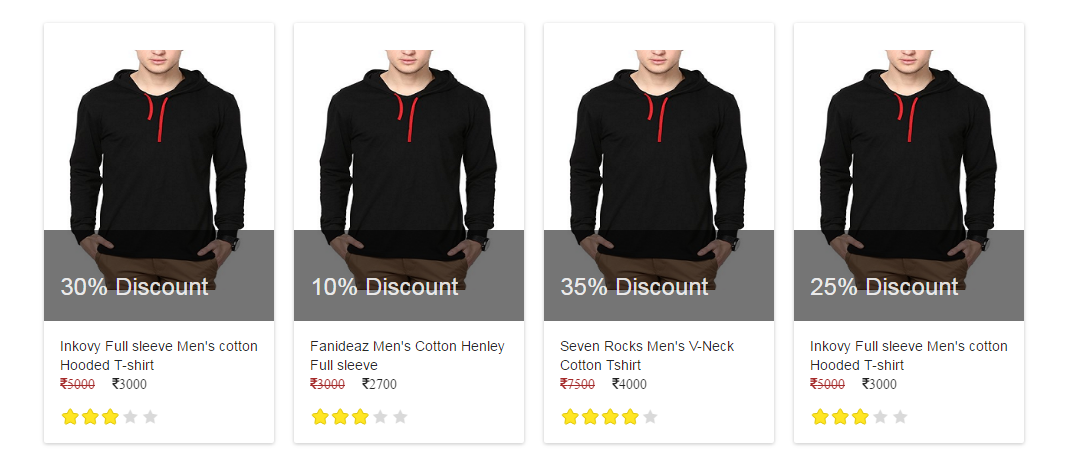 30% Discount
Inkovy Full sleeve Men's cotton
Hooded T-shirt
₹5000 ₹3000
10% Discount
Fanideaz Men's Cotton Henley
Full sleeve
₹3000 ₹2700
35% Discount
Seven Rocks Men's V-Neck
Cotton Tshirt
₹7500 ₹4000
25% Discount
Inkovy Full sleeve Men's cotton
Hooded T-shirt
₹5000 ₹3000